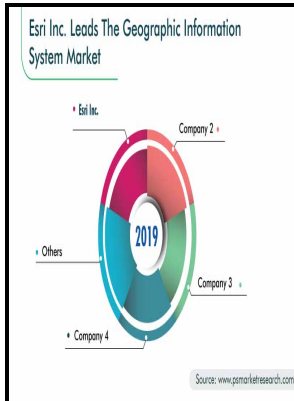 Esri Inc. Leads The Geographic Information
System Market
Esri Inc.
Company 2
2019
Others
Company 3
Company 4
Source: www.psmarketresearch.com